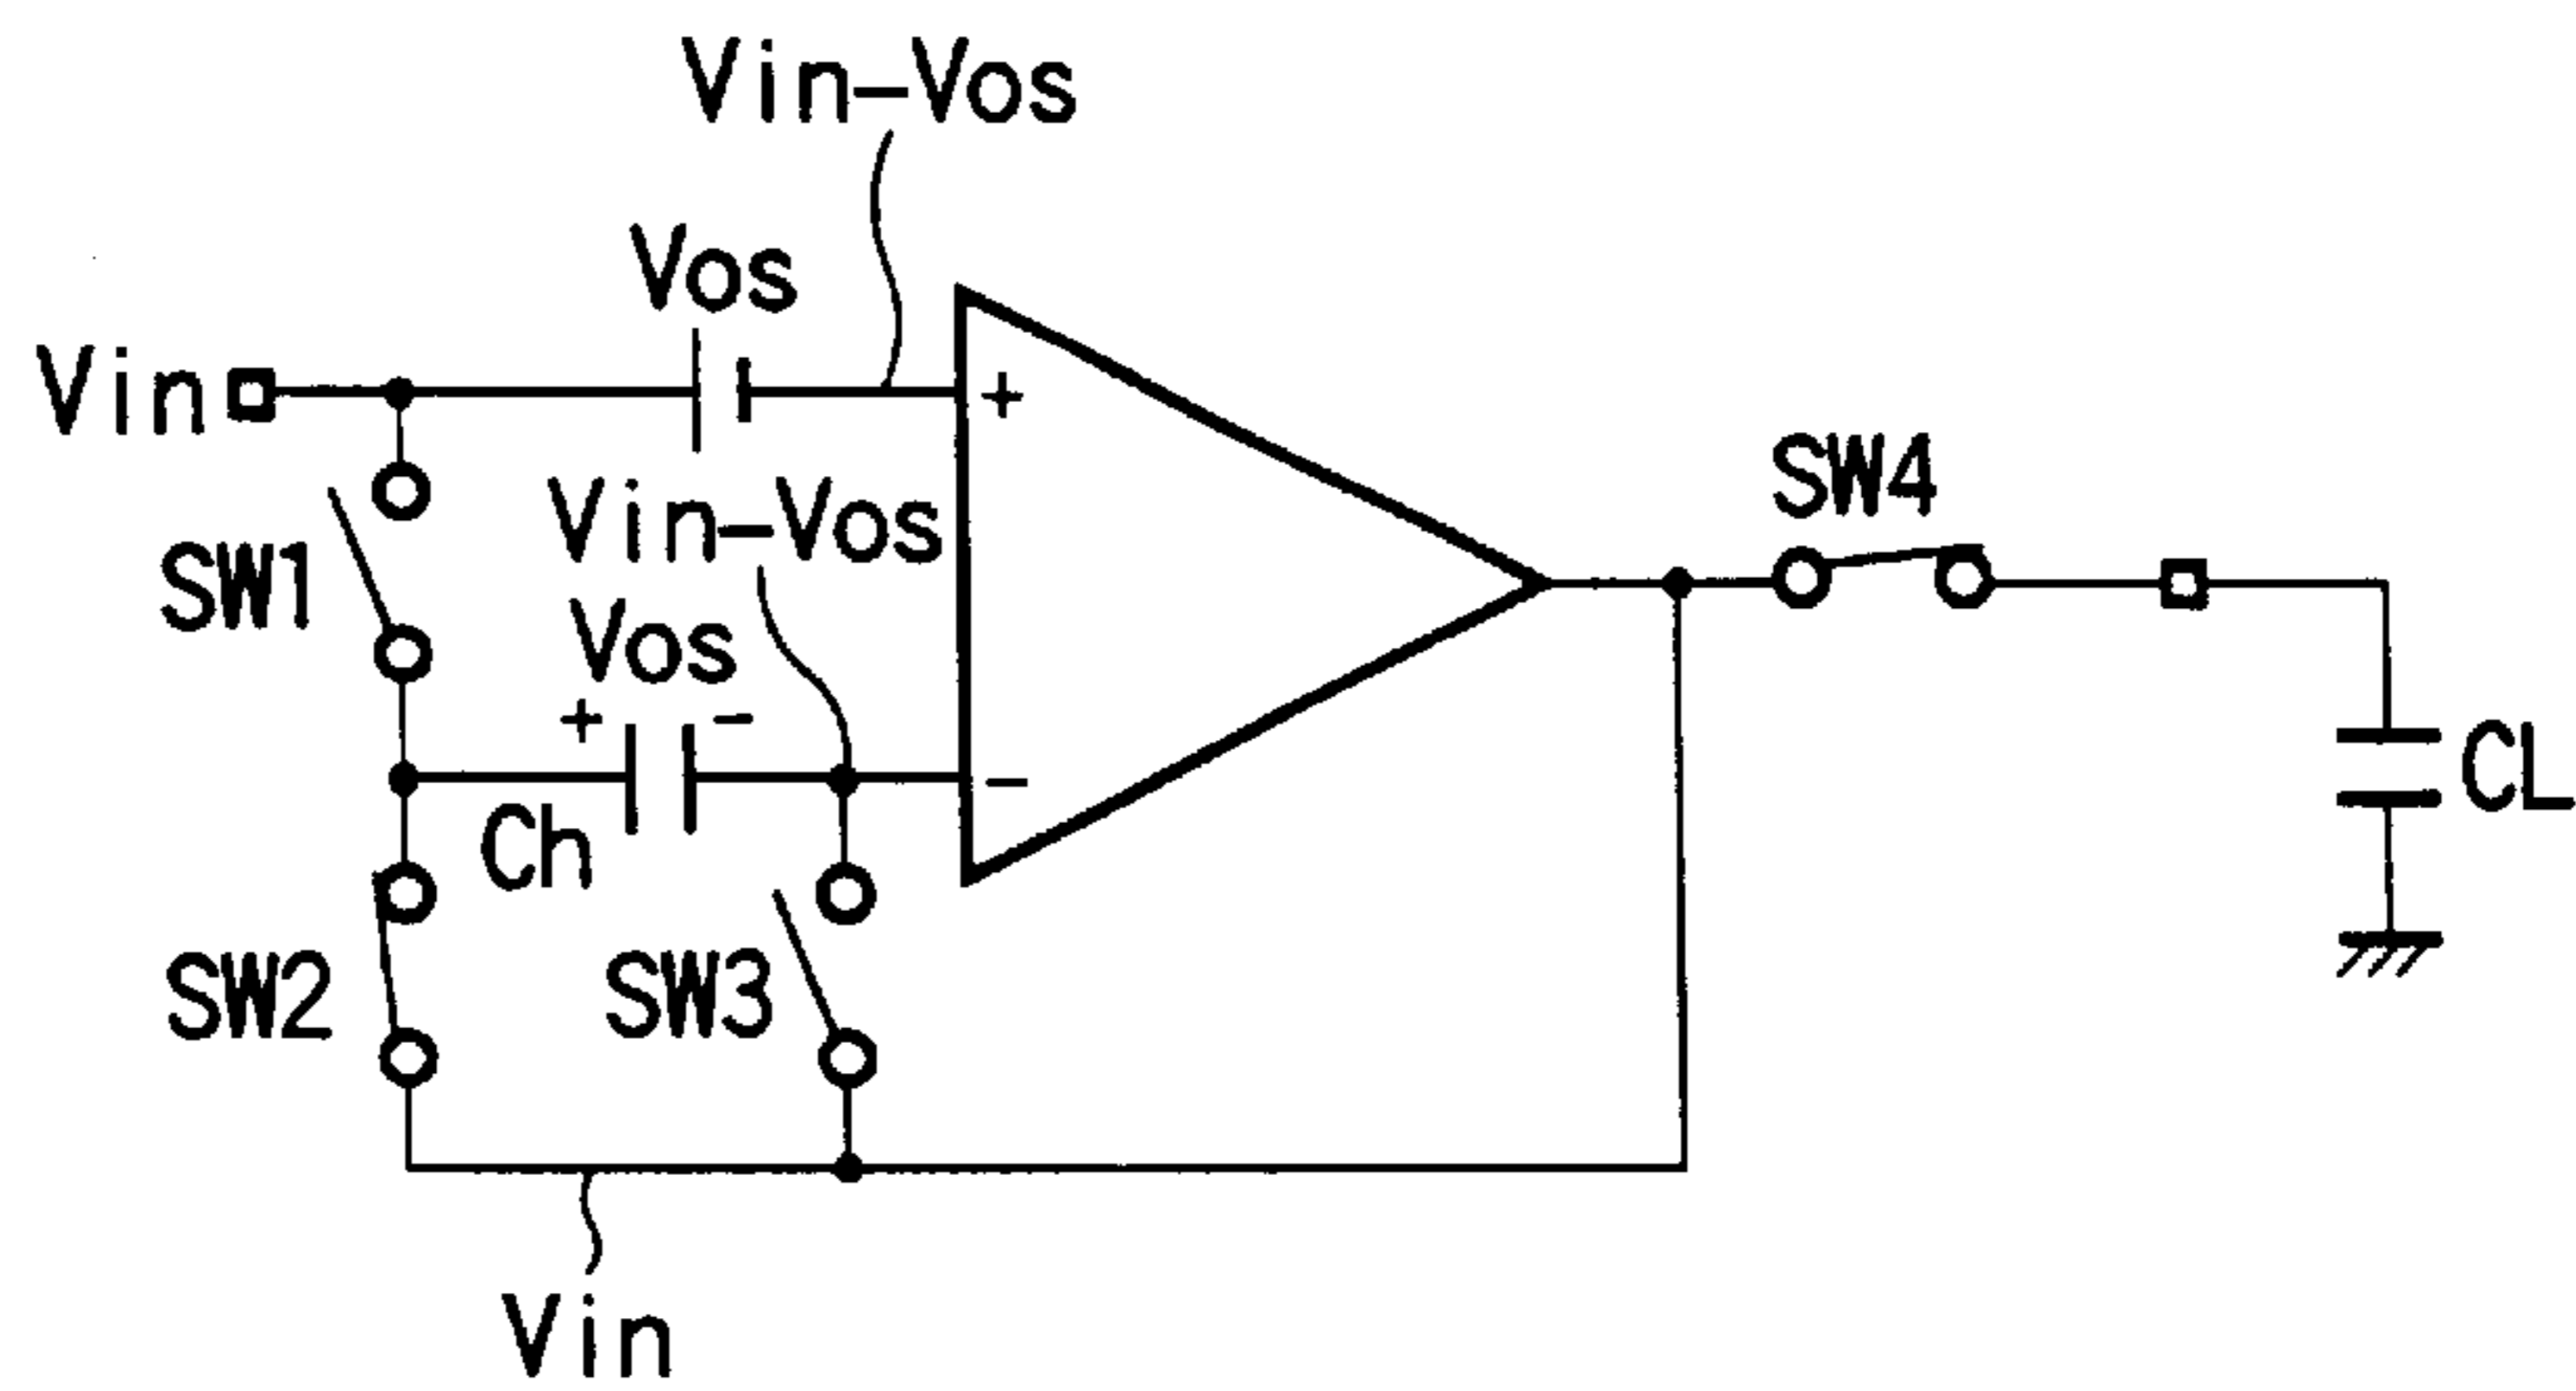 Vin–Vos
Vos
Vin
+
SW1
Vin–Vos
Vos
+ -
SW4
-
Ch
CL
SW2
SW3
Vin